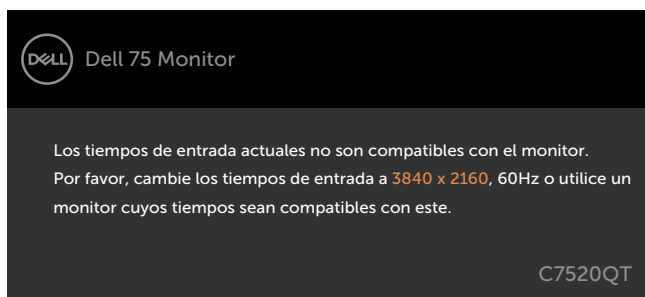 DELL
Dell 75 Monitor
Los tiempos de entrada actuales no son compatibles con el monitor.
Por favor, cambie los tiempos de entrada a 3840 x 2160, 60Hz o utilice un
monitor cuyos tiempos sean compatibles con este.
C7520QT